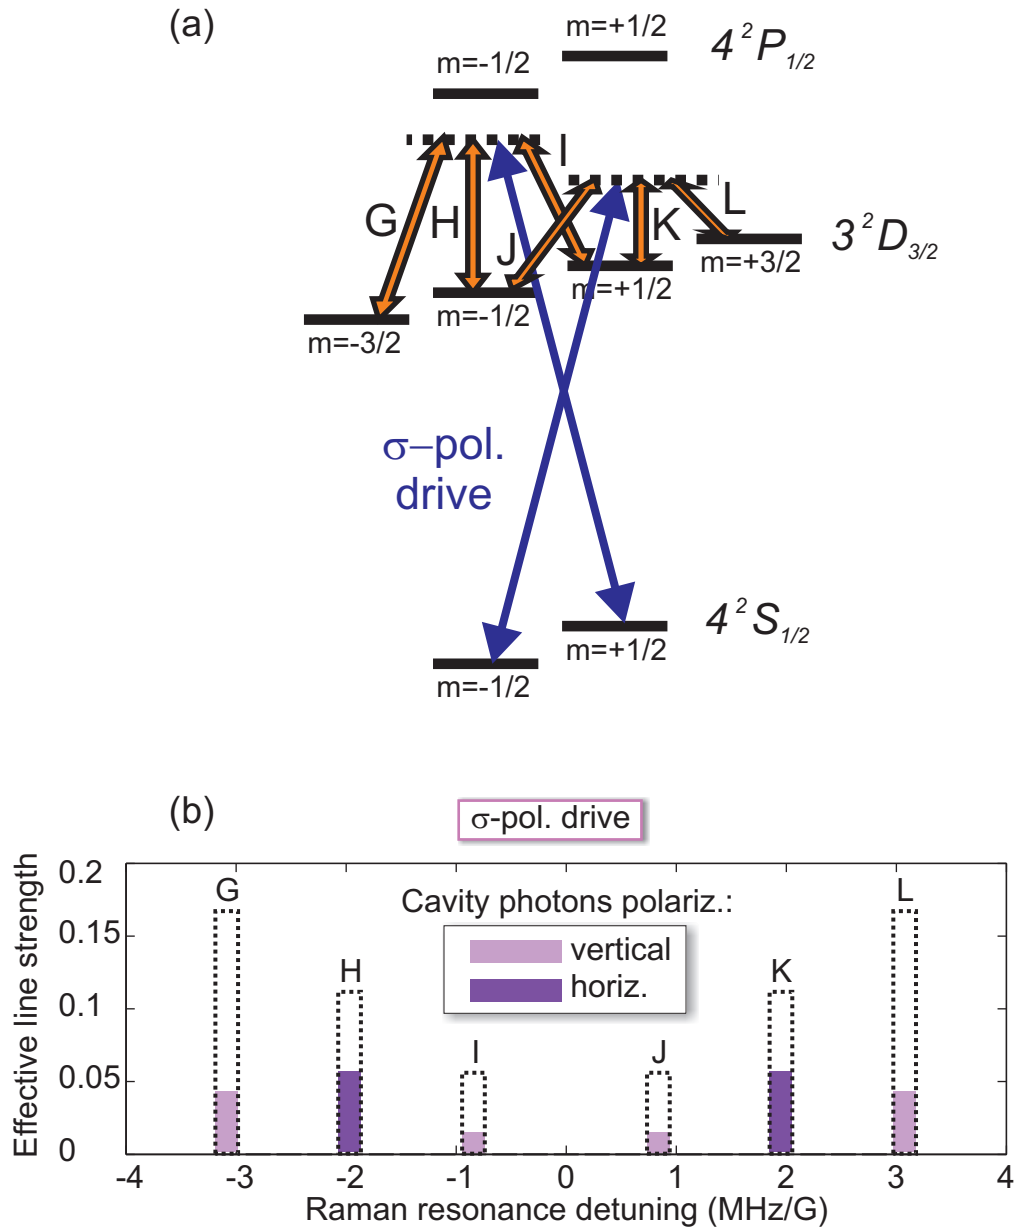 (a)
m=+1/2
4 ²P₁/₂
m=-1/2
I
L
G
H
J
K
3 ²D₃/₂
m=+3/2
m=+1/2
m=-1/2
m=-3/2
σ–pol.
drive
4 ²S₁/₂
m=+1/2
m=-1/2
(b)
σ-pol. drive
Effective line strength
0.2
0.15
0.1
0.05
0
G
H
I
J
K
L
Cavity photons polariz.:
vertical
horiz.
-4 -3 -2 -1 0 1 2 3 4
Raman resonance detuning (MHz/G)